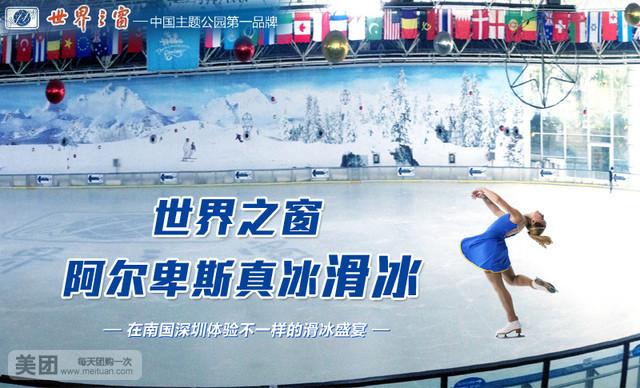 世界之窗—中国主题公园第一品牌
世界之窗
阿尔卑斯真冰滑冰
— 在南国深圳体验不一样的滑冰盛宴 —
美团 每天团购一次
www.meituan.com